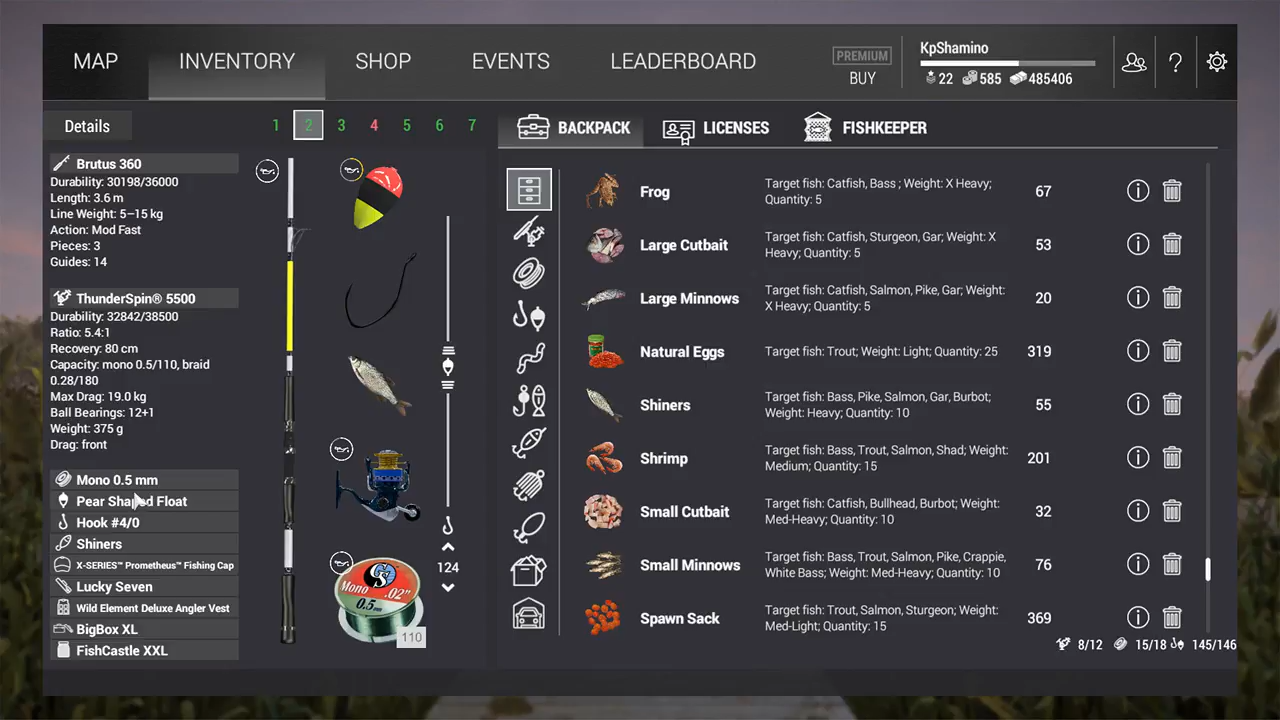 MAP
INVENTORY
SHOP
EVENTS
LEADERBOARD
PREMIUM
BUY
KpShamino
22
585
485406
?
Details
1 2 3 4 5 6 7
BACKPACK
LICENSES
FISHKEEPER
Brutus 360
Durability: 30198/36000
Length: 3.6 m
Line Weight: 5–15 kg
Action: Mod Fast
Pieces: 3
Guides: 14
ThunderSpin® 5500
Durability: 32842/38500
Ratio: 5.4:1
Recovery: 80 cm
Capacity: mono 0.5/110, braid
0.28/180
Max Drag: 19.0 kg
Ball Bearings: 12+1
Weight: 375 g
Drag: front
Mono 0.5 mm
Pear Shaped Float
Hook #4/0
Shiners
X-SERIES™ Prometheus™ Fishing Cap
Lucky Seven
Wild Element Deluxe Angler Vest
BigBox XL
FishCastle XXL
124
Mono .02"
0.5mm
110
Frog
Target fish: Catfish, Bass ; Weight: X Heavy;
Quantity: 5
67
Large Cutbait
Target fish: Catfish, Sturgeon, Gar; Weight: X
Heavy; Quantity: 5
53
Large Minnows
Target fish: Catfish, Salmon, Pike, Gar; Weight:
X Heavy; Quantity: 5
20
Natural Eggs
Target fish: Trout; Weight: Light; Quantity: 25
319
Shiners
Target fish: Bass, Pike, Salmon, Gar, Burbot;
Weight: Heavy; Quantity: 10
55
Shrimp
Target fish: Bass, Trout, Salmon, Shad; Weight:
Medium; Quantity: 15
201
Small Cutbait
Target fish: Catfish, Bullhead, Burbot; Weight:
Med-Heavy; Quantity: 10
32
Small Minnows
Target fish: Bass, Trout, Salmon, Pike, Crappie,
White Bass; Weight: Med-Heavy; Quantity: 10
76
Spawn Sack
Target fish: Trout, Salmon, Sturgeon; Weight:
Med-Light; Quantity: 15
369
8/12
15/18
145/146